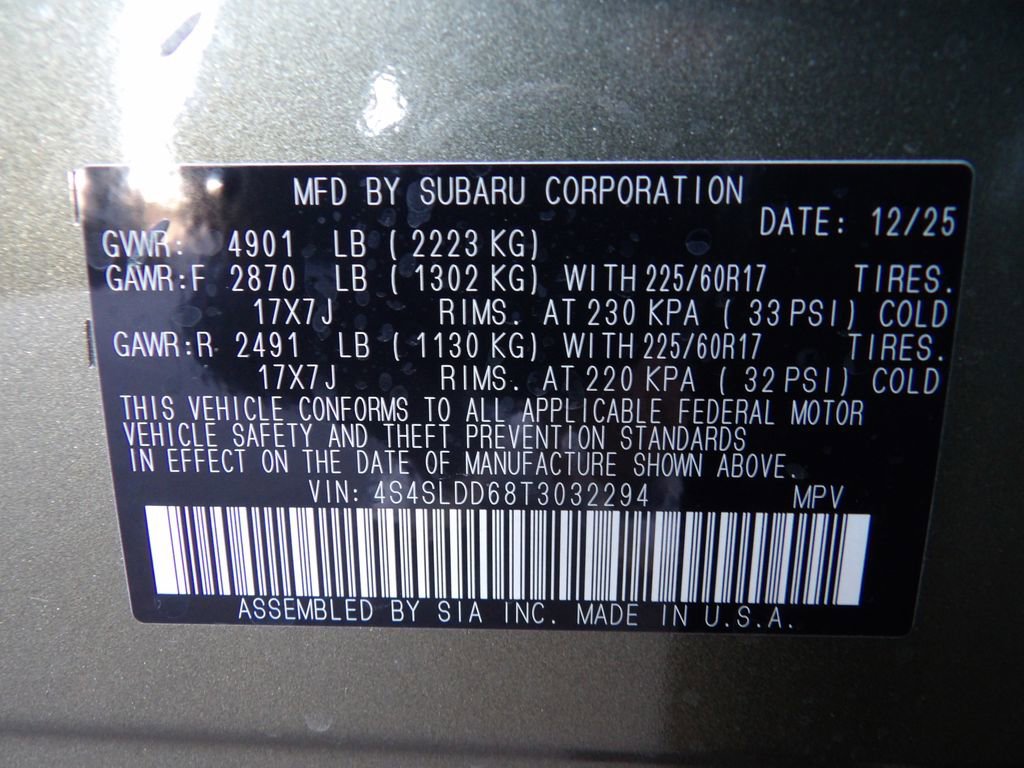 MFD BY SUBARU CORPORATION
DATE: 12/25
GVWR: 4901 LB ( 2223 KG)
GAWR:F 2870 LB ( 1302 KG) WITH 225/60R17 TIRES.
17X7J RIMS. AT 230 KPA ( 33 PSI) COLD
GAWR:R 2491 LB ( 1130 KG) WITH 225/60R17 TIRES.
17X7J RIMS. AT 220 KPA ( 32 PSI) COLD
THIS VEHICLE CONFORMS TO ALL APPLICABLE FEDERAL MOTOR
VEHICLE SAFETY AND THEFT PREVENTION STANDARDS
IN EFFECT ON THE DATE OF MANUFACTURE SHOWN ABOVE.
VIN: 4S4SLDD68T3032294 MPV
ASSEMBLED BY SIA INC. MADE IN U.S.A.